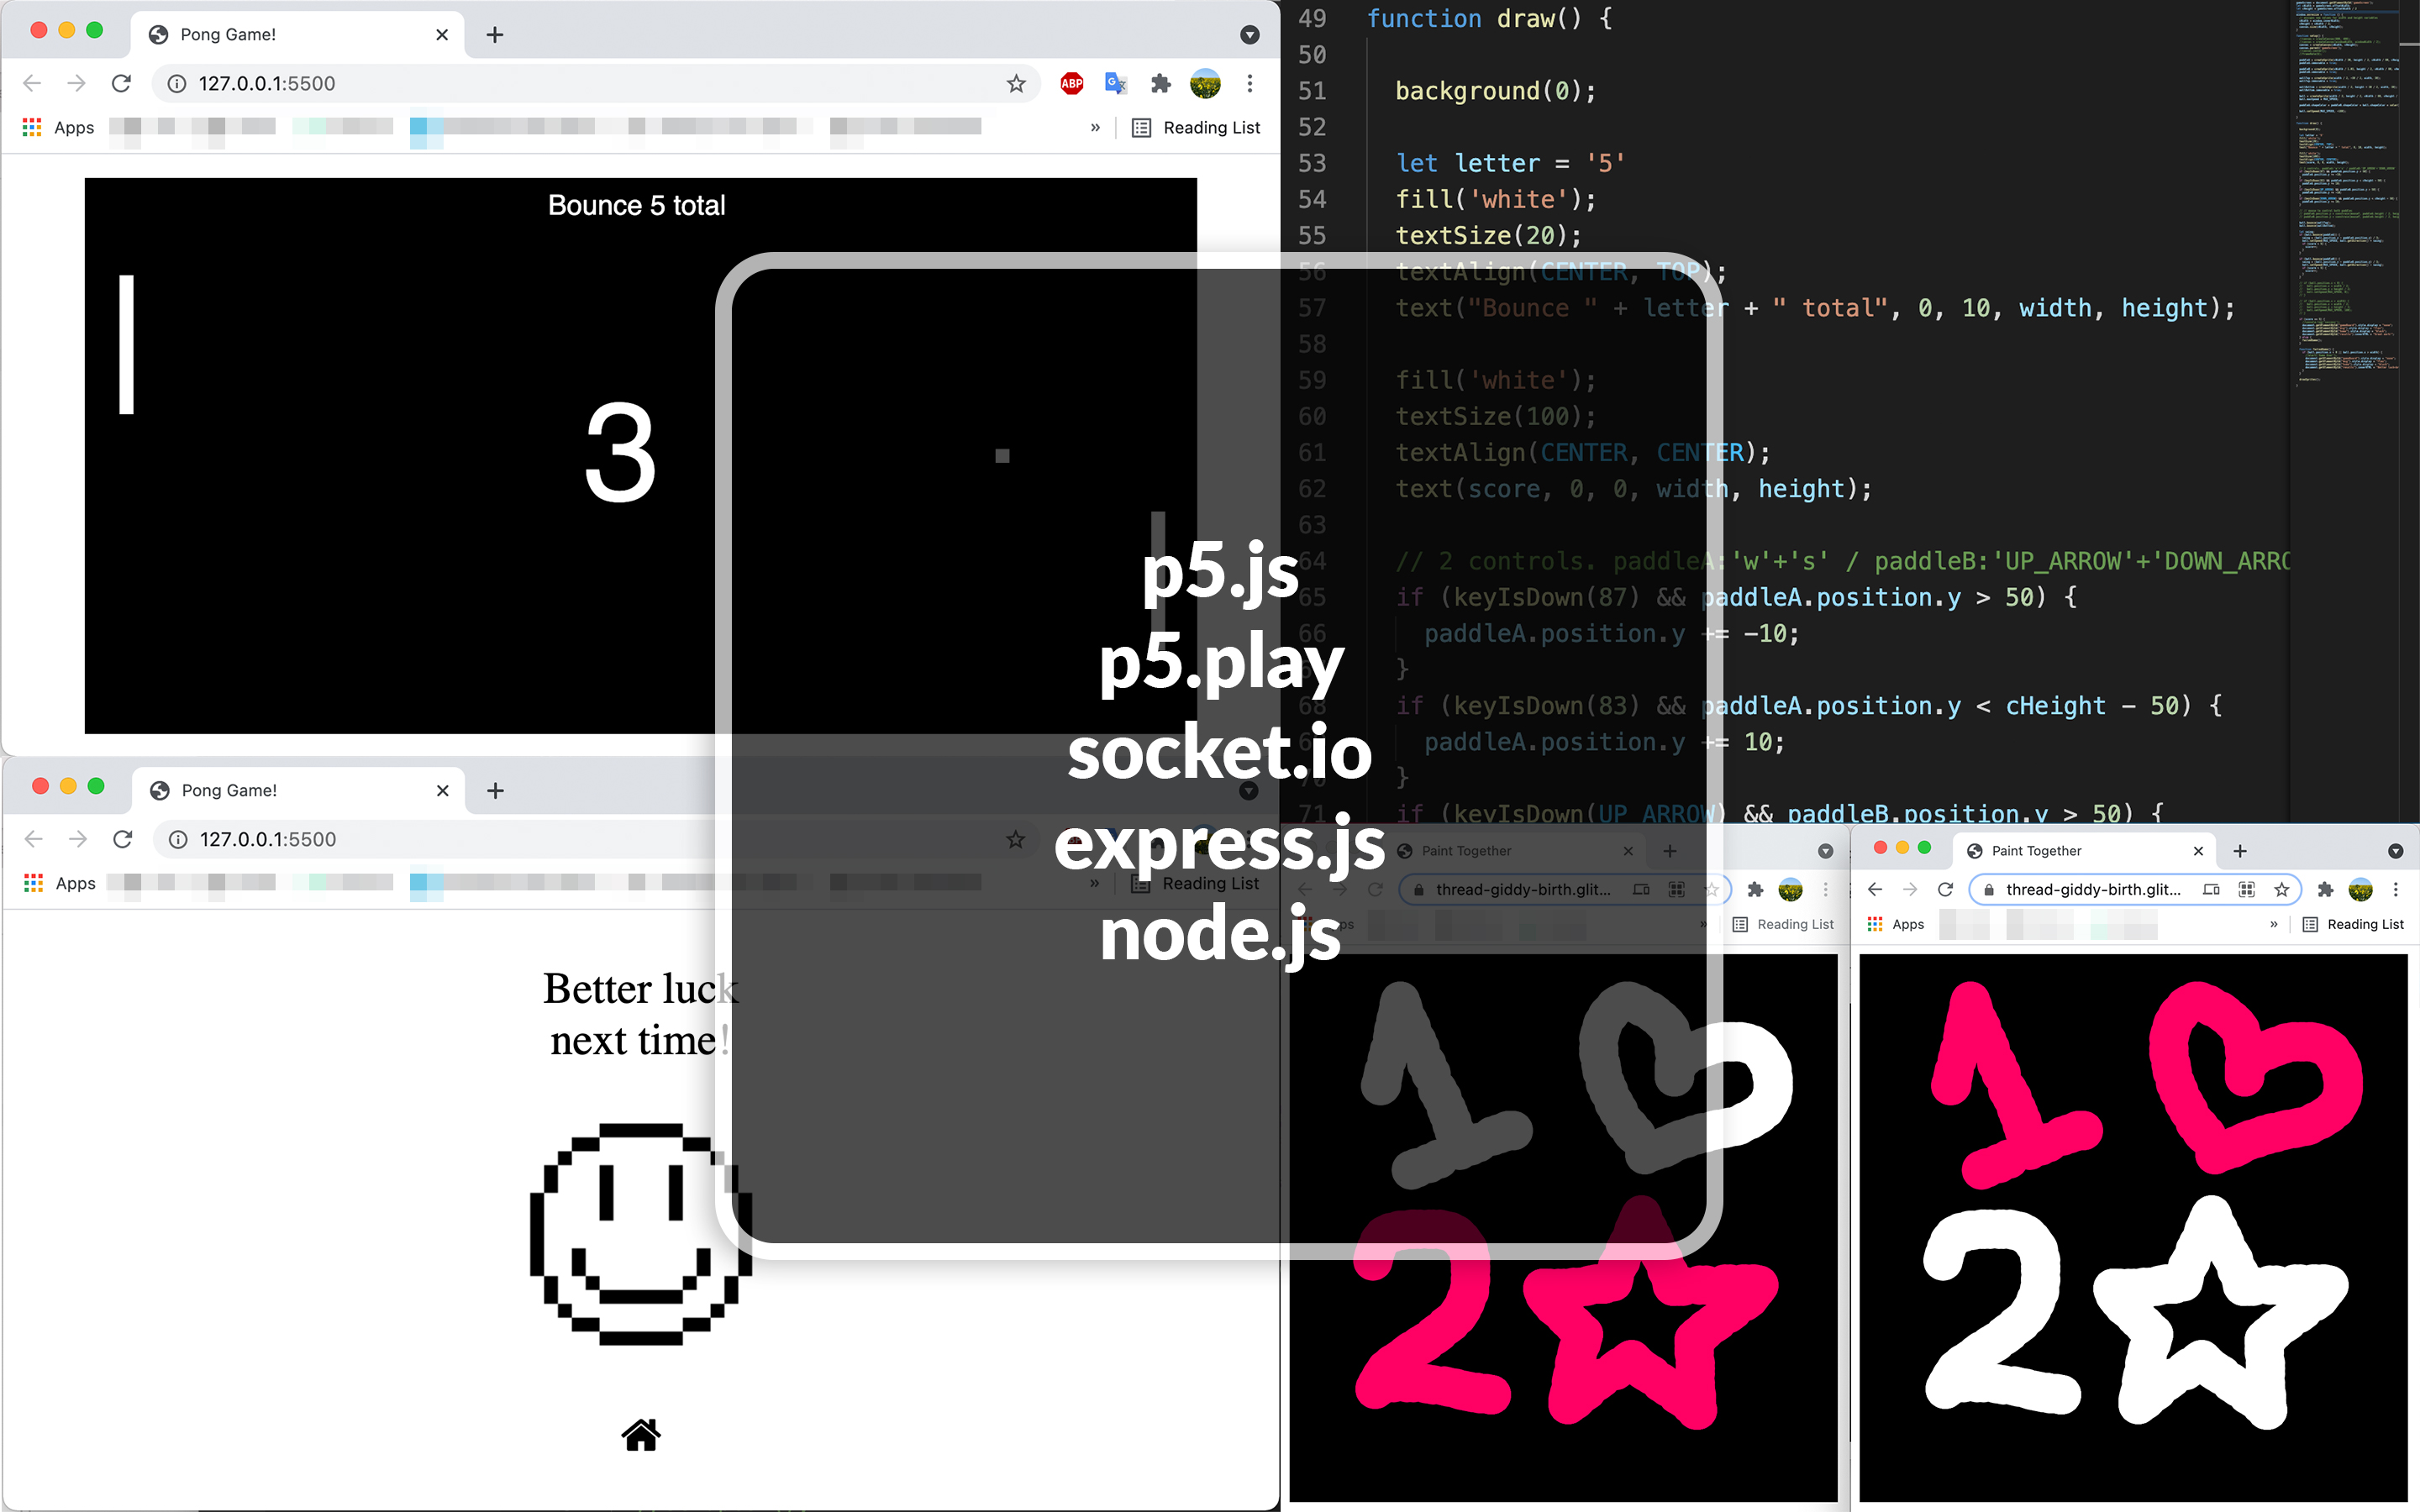 Pong Game!
127.0.0.1:5500
Apps
» Reading List
Bounce 5 total
3
49 function draw() {
50
51 background(0);
52
53 let letter = '5'
54 fill('white');
55 textSize(20);
56 textAlign(CENTER, TOP);
57 text("Bounce " + letter + " total", 0, 10, width, height);
58
59 fill('white');
60 textSize(100);
61 textAlign(CENTER, CENTER);
62 text(score, 0, 0, width, height);
63
64 // 2 controls. paddleA:'w'+'s' / paddleB:'UP_ARROW'+'DOWN_ARRO
65 if (keyIsDown(87) && paddleA.position.y > 50) {
66 paddleA.position.y += -10;
}
68 if (keyIsDown(83) && paddleA.position.y < cHeight - 50) {
paddleA.position.y += 10;
70 }
71 if (keyIsDown(UP_ARROW) && paddleB.position.y > 50) {
p5.js
p5.play
socket.io
express.js
node.js
Pong Game!
127.0.0.1:5500
Apps
» Reading List
Better luck
next time!
Paint Together
thread-giddy-birth.glit...
» Reading List
1
2
Paint Together
thread-giddy-birth.glit...
Apps
» Reading List
1
2